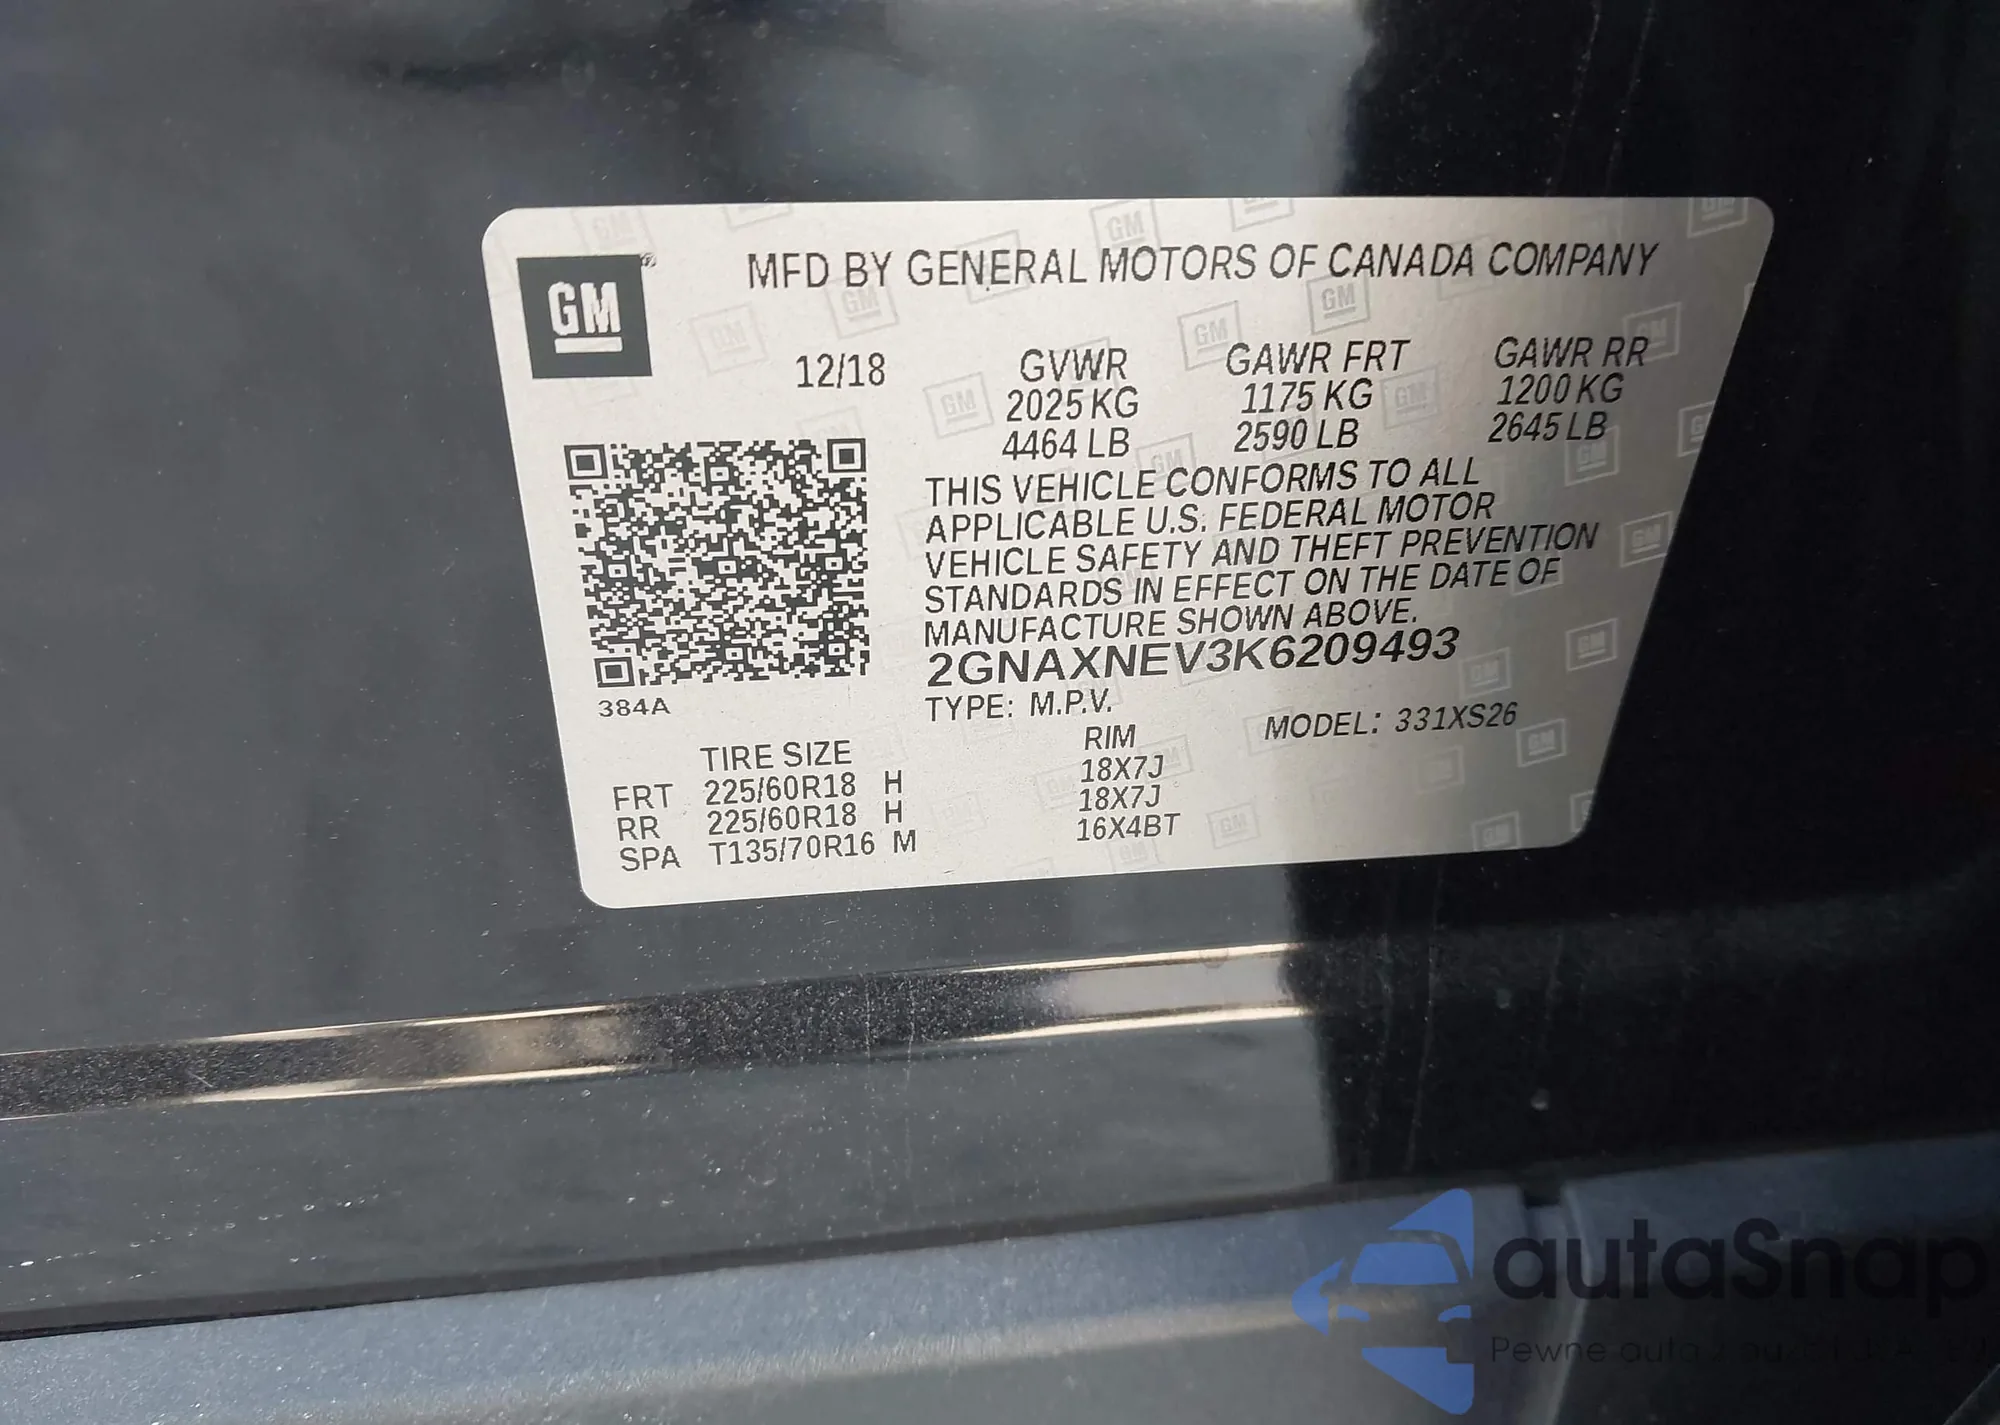 GM
MFD BY GENERAL MOTORS OF CANADA COMPANY
12/18
GVWR GAWR FRT GAWR RR
2025 KG 1175 KG 1200 KG
4464 LB 2590 LB 2645 LB
THIS VEHICLE CONFORMS TO ALL
APPLICABLE U.S. FEDERAL MOTOR
VEHICLE SAFETY AND THEFT PREVENTION
STANDARDS IN EFFECT ON THE DATE OF
MANUFACTURE SHOWN ABOVE.
2GNAXNEV3K6209493
384A
TYPE: M.P.V. MODEL: 331XS26
TIRE SIZE RIM
FRT 225/60R18 H 18X7J
RR 225/60R18 H 18X7J
SPA T135/70R16 M 16X4BT
autaSnap
Pewne auta z